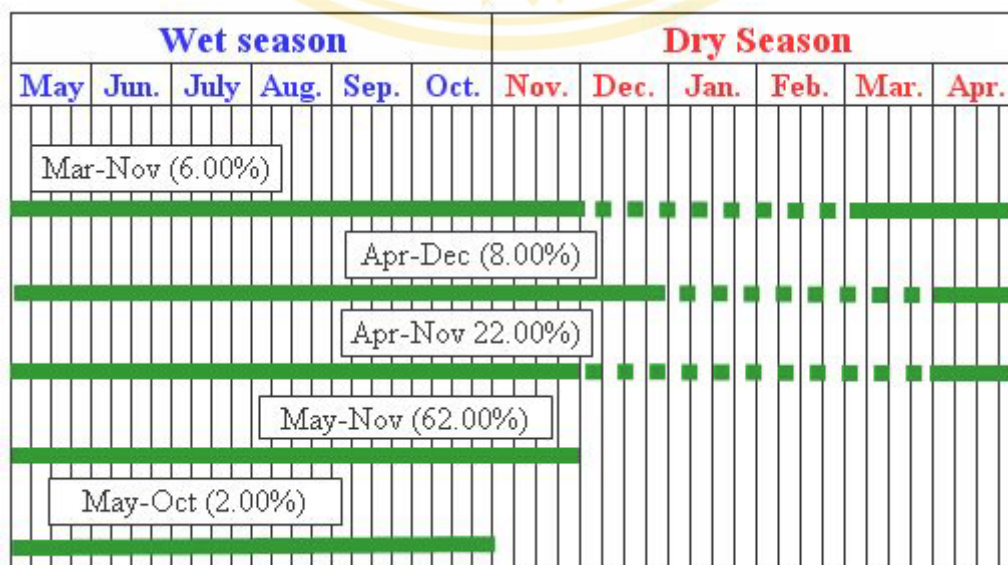 Wet season Dry Season
May Jun. July Aug. Sep. Oct. Nov. Dec. Jan. Feb. Mar. Apr.
Mar-Nov (6.00%)
Apr-Dec (8.00%)
Apr-Nov 22.00%)
May-Nov (62.00%)
May-Oct (2.00%)